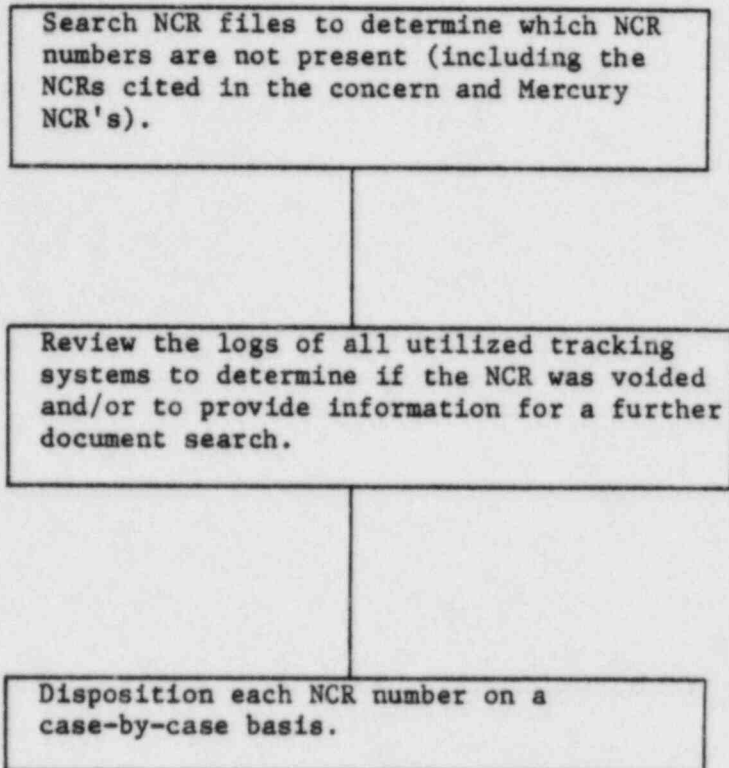 Search NCR files to determine which NCR
numbers are not present (including the
NCRs cited in the concern and Mercury
NCR's).
Review the logs of all utilized tracking
systems to determine if the NCR was voided
and/or to provide information for a further
document search.
Disposition each NCR number on a
case-by-case basis.